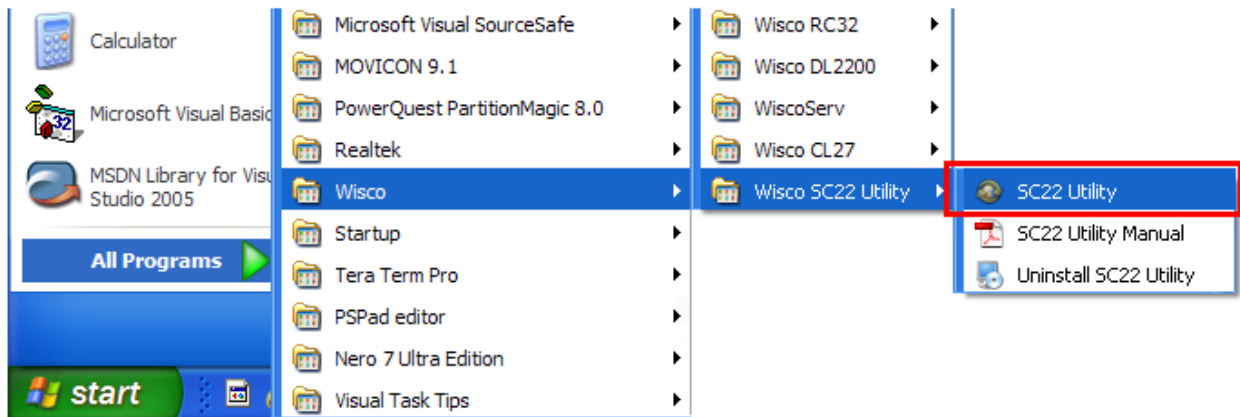 Calculator
Microsoft Visual Basic
32
MSDN Library for Visu
Studio 2005
All Programs
start
Microsoft Visual SourceSafe
MOVICON 9.1
PowerQuest PartitionMagic 8.0
Realtek
Wisco
Startup
Tera Term Pro
PSPad editor
Nero 7 Ultra Edition
Visual Task Tips
Wisco RC32
Wisco DL2200
WiscoServ
Wisco CL27
Wisco SC22 Utility
SC22 Utility
SC22 Utility Manual
Uninstall SC22 Utility